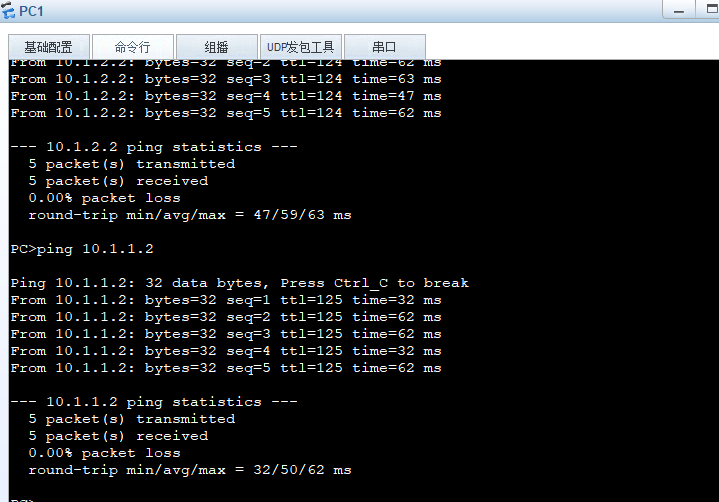 PC1
基础配置 命令行 组播 UDP发包工具 串口
From 10.1.2.2: bytes=32 seq=2 ttl=124 time=62 ms
From 10.1.2.2: bytes=32 seq=3 ttl=124 time=63 ms
From 10.1.2.2: bytes=32 seq=4 ttl=124 time=47 ms
From 10.1.2.2: bytes=32 seq=5 ttl=124 time=62 ms
--- 10.1.2.2 ping statistics ---
5 packet(s) transmitted
5 packet(s) received
0.00% packet loss
round-trip min/avg/max = 47/59/63 ms
PC>ping 10.1.1.2
Ping 10.1.1.2: 32 data bytes, Press Ctrl_C to break
From 10.1.1.2: bytes=32 seq=1 ttl=125 time=32 ms
From 10.1.1.2: bytes=32 seq=2 ttl=125 time=62 ms
From 10.1.1.2: bytes=32 seq=3 ttl=125 time=62 ms
From 10.1.1.2: bytes=32 seq=4 ttl=125 time=32 ms
From 10.1.1.2: bytes=32 seq=5 ttl=125 time=62 ms
--- 10.1.1.2 ping statistics ---
5 packet(s) transmitted
5 packet(s) received
0.00% packet loss
round-trip min/avg/max = 32/50/62 ms
PC>